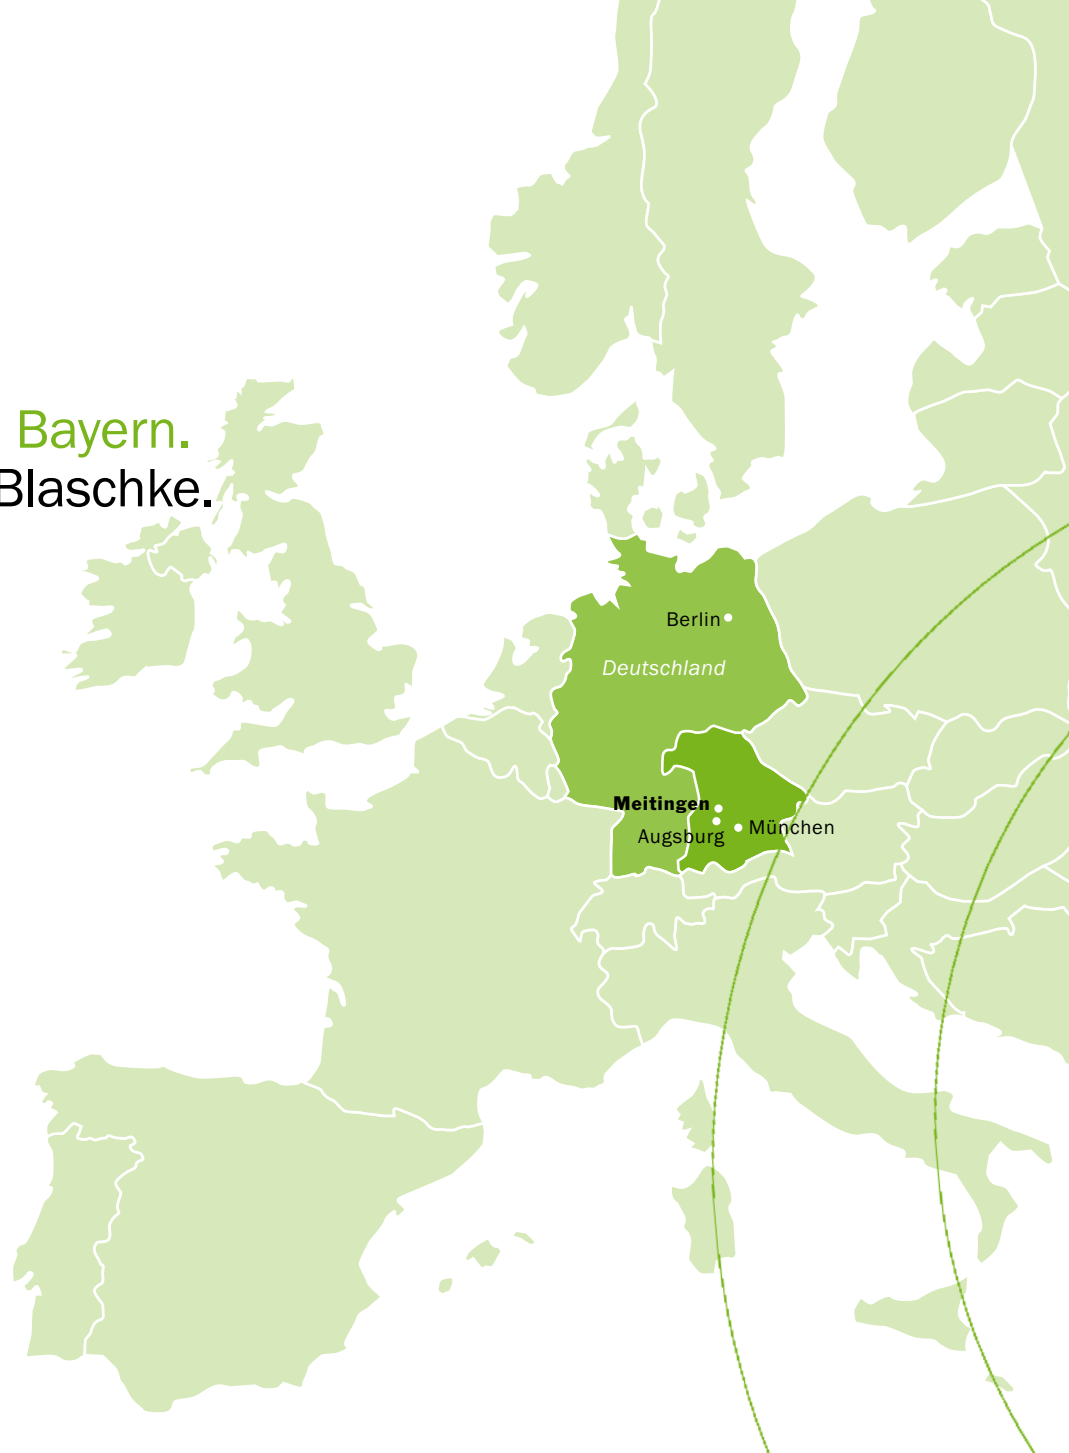 Bayern.
Blaschke.
Berlin
Deutschland
Meitingen
Augsburg
München